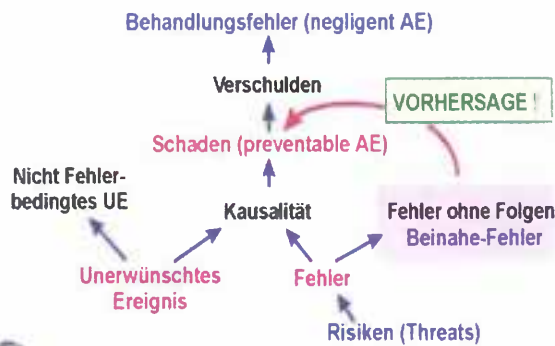 Behandlungsfehler (negligent AE)
Verschulden
VORHERSAGE !
Schaden (preventable AE)
Nicht Fehler-
bedingtes UE
Kausalität
Fehler ohne Folgen
Beinahe-Fehler
Unerwünschtes
Ereignis
Fehler
Risiken (Threats)